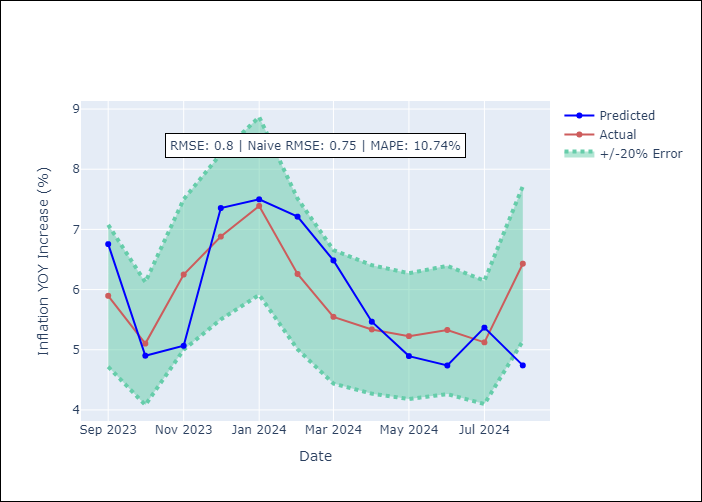 RMSE: 0.8 | Naive RMSE: 0.75 | MAPE: 10.74%
Predicted
Actual
+/-20% Error
Inflation YOY Increase (%)
9
8
7
6
5
4
Sep 2023
Nov 2023
Jan 2024
Mar 2024
May 2024
Jul 2024
Date